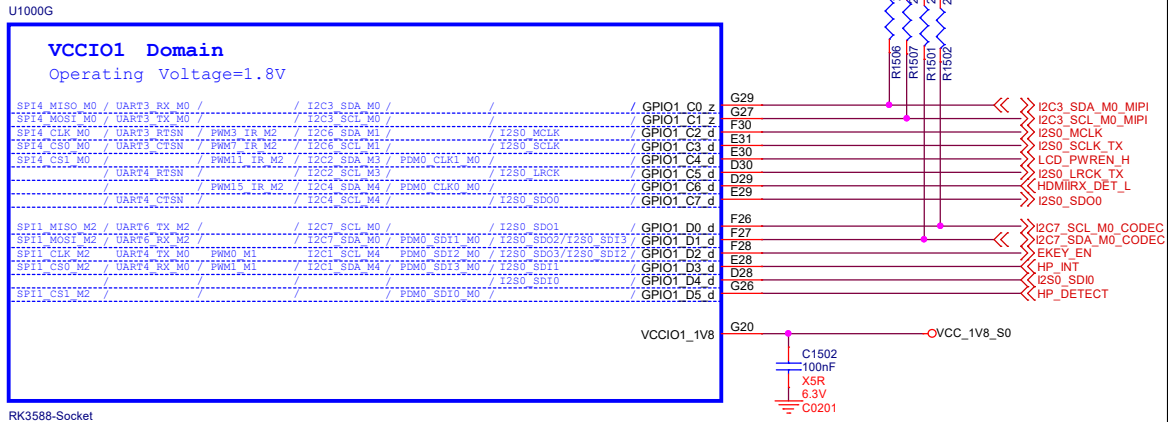 U1000G
VCCIO1 Domain
Operating Voltage=1.8V
R1506
R1507
R1501
R1502
SPI4_MISO_M0 / UART3_RX_M0 / / I2C3_SDA_M0 / / / GPIO1_C0_z G29 I2C3_SDA_M0_MIPI
SPI4_MOSI_M0 / UART3_TX_M0 / / I2C3_SCL_M0 / / / GPIO1_C1_z G27 I2C3_SCL_M0_MIPI
SPI4_CLK_M0 / UART3_RTSN / PWM3_IR_M2 / I2C6_SDA_M1 / / I2S0_MCLK / GPIO1_C2_d F30 I2S0_MCLK
SPI4_CS0_M0 / UART3_CTSN / PWM7_IR_M2 / I2C6_SCL_M1 / / I2S0_SCLK / GPIO1_C3_d E31 I2S0_SCLK_TX
SPI4_CS1_M0 / / PWM11_IR_M2 / I2C2_SDA_M3 / PDM0_CLK1_M0 / / GPIO1_C4_d E30 LCD_PWREN_H
/ UART4_RTSN / / I2C2_SCL_M3 / / I2S0_LRCK / GPIO1_C5_d D30 I2S0_LRCK_TX
/ / PWM15_IR_M2 / I2C4_SDA_M4 / PDM0_CLK0_M0 / / GPIO1_C6_d D29 HDMIIRX_DET_L
/ UART4_CTSN / / I2C4_SCL_M4 / / I2S0_SDO0 / GPIO1_C7_d E29 I2S0_SDO0
SPI1_MISO_M2 / UART6_TX_M2 / / I2C7_SCL_M0 / / I2S0_SDO1 / GPIO1_D0_d F26 I2C7_SCL_M0_CODEC
SPI1_MOSI_M2 / UART6_RX_M2 / / I2C7_SDA_M0 / PDM0_SDI1_M0 / I2S0_SDO2/I2S0_SDI3 / GPIO1_D1_d F27 I2C7_SDA_M0_CODEC
SPI1_CLK_M2 / UART4_TX_M0 / PWM0_M1 / I2C1_SCL_M4 / PDM0_SDI2_M0 / I2S0_SDO3/I2S0_SDI2 / GPIO1_D2_d F28 EKEY_EN
SPI1_CS0_M2 / UART4_RX_M0 / PWM1_M1 / I2C1_SDA_M4 / PDM0_SDI3_M0 / I2S0_SDI1 / GPIO1_D3_d E28 HP_INT
/ / / / / I2S0_SDI0 / GPIO1_D4_d D28 I2S0_SDI0
SPI1_CS1_M2 / / / / PDM0_SDI0_M0 / / GPIO1_D5_d G26 HP_DETECT
VCCIO1_1V8 G20 VCC_1V8_S0
C1502
100nF
X5R
6.3V
C0201
RK3588-Socket